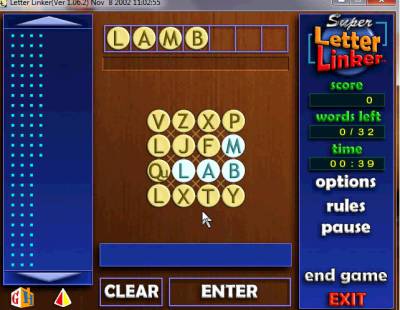 Letter Linker(Ver 1.06.2) Nov 8 2002 11:02:55
L A M B
Super
Letter
Linker
score
0
words left
0 / 32
time
00:39
V Z X P
L J F M
Qu L A B
L X T Y
options
rules
pause
CLEAR
ENTER
end game
EXIT